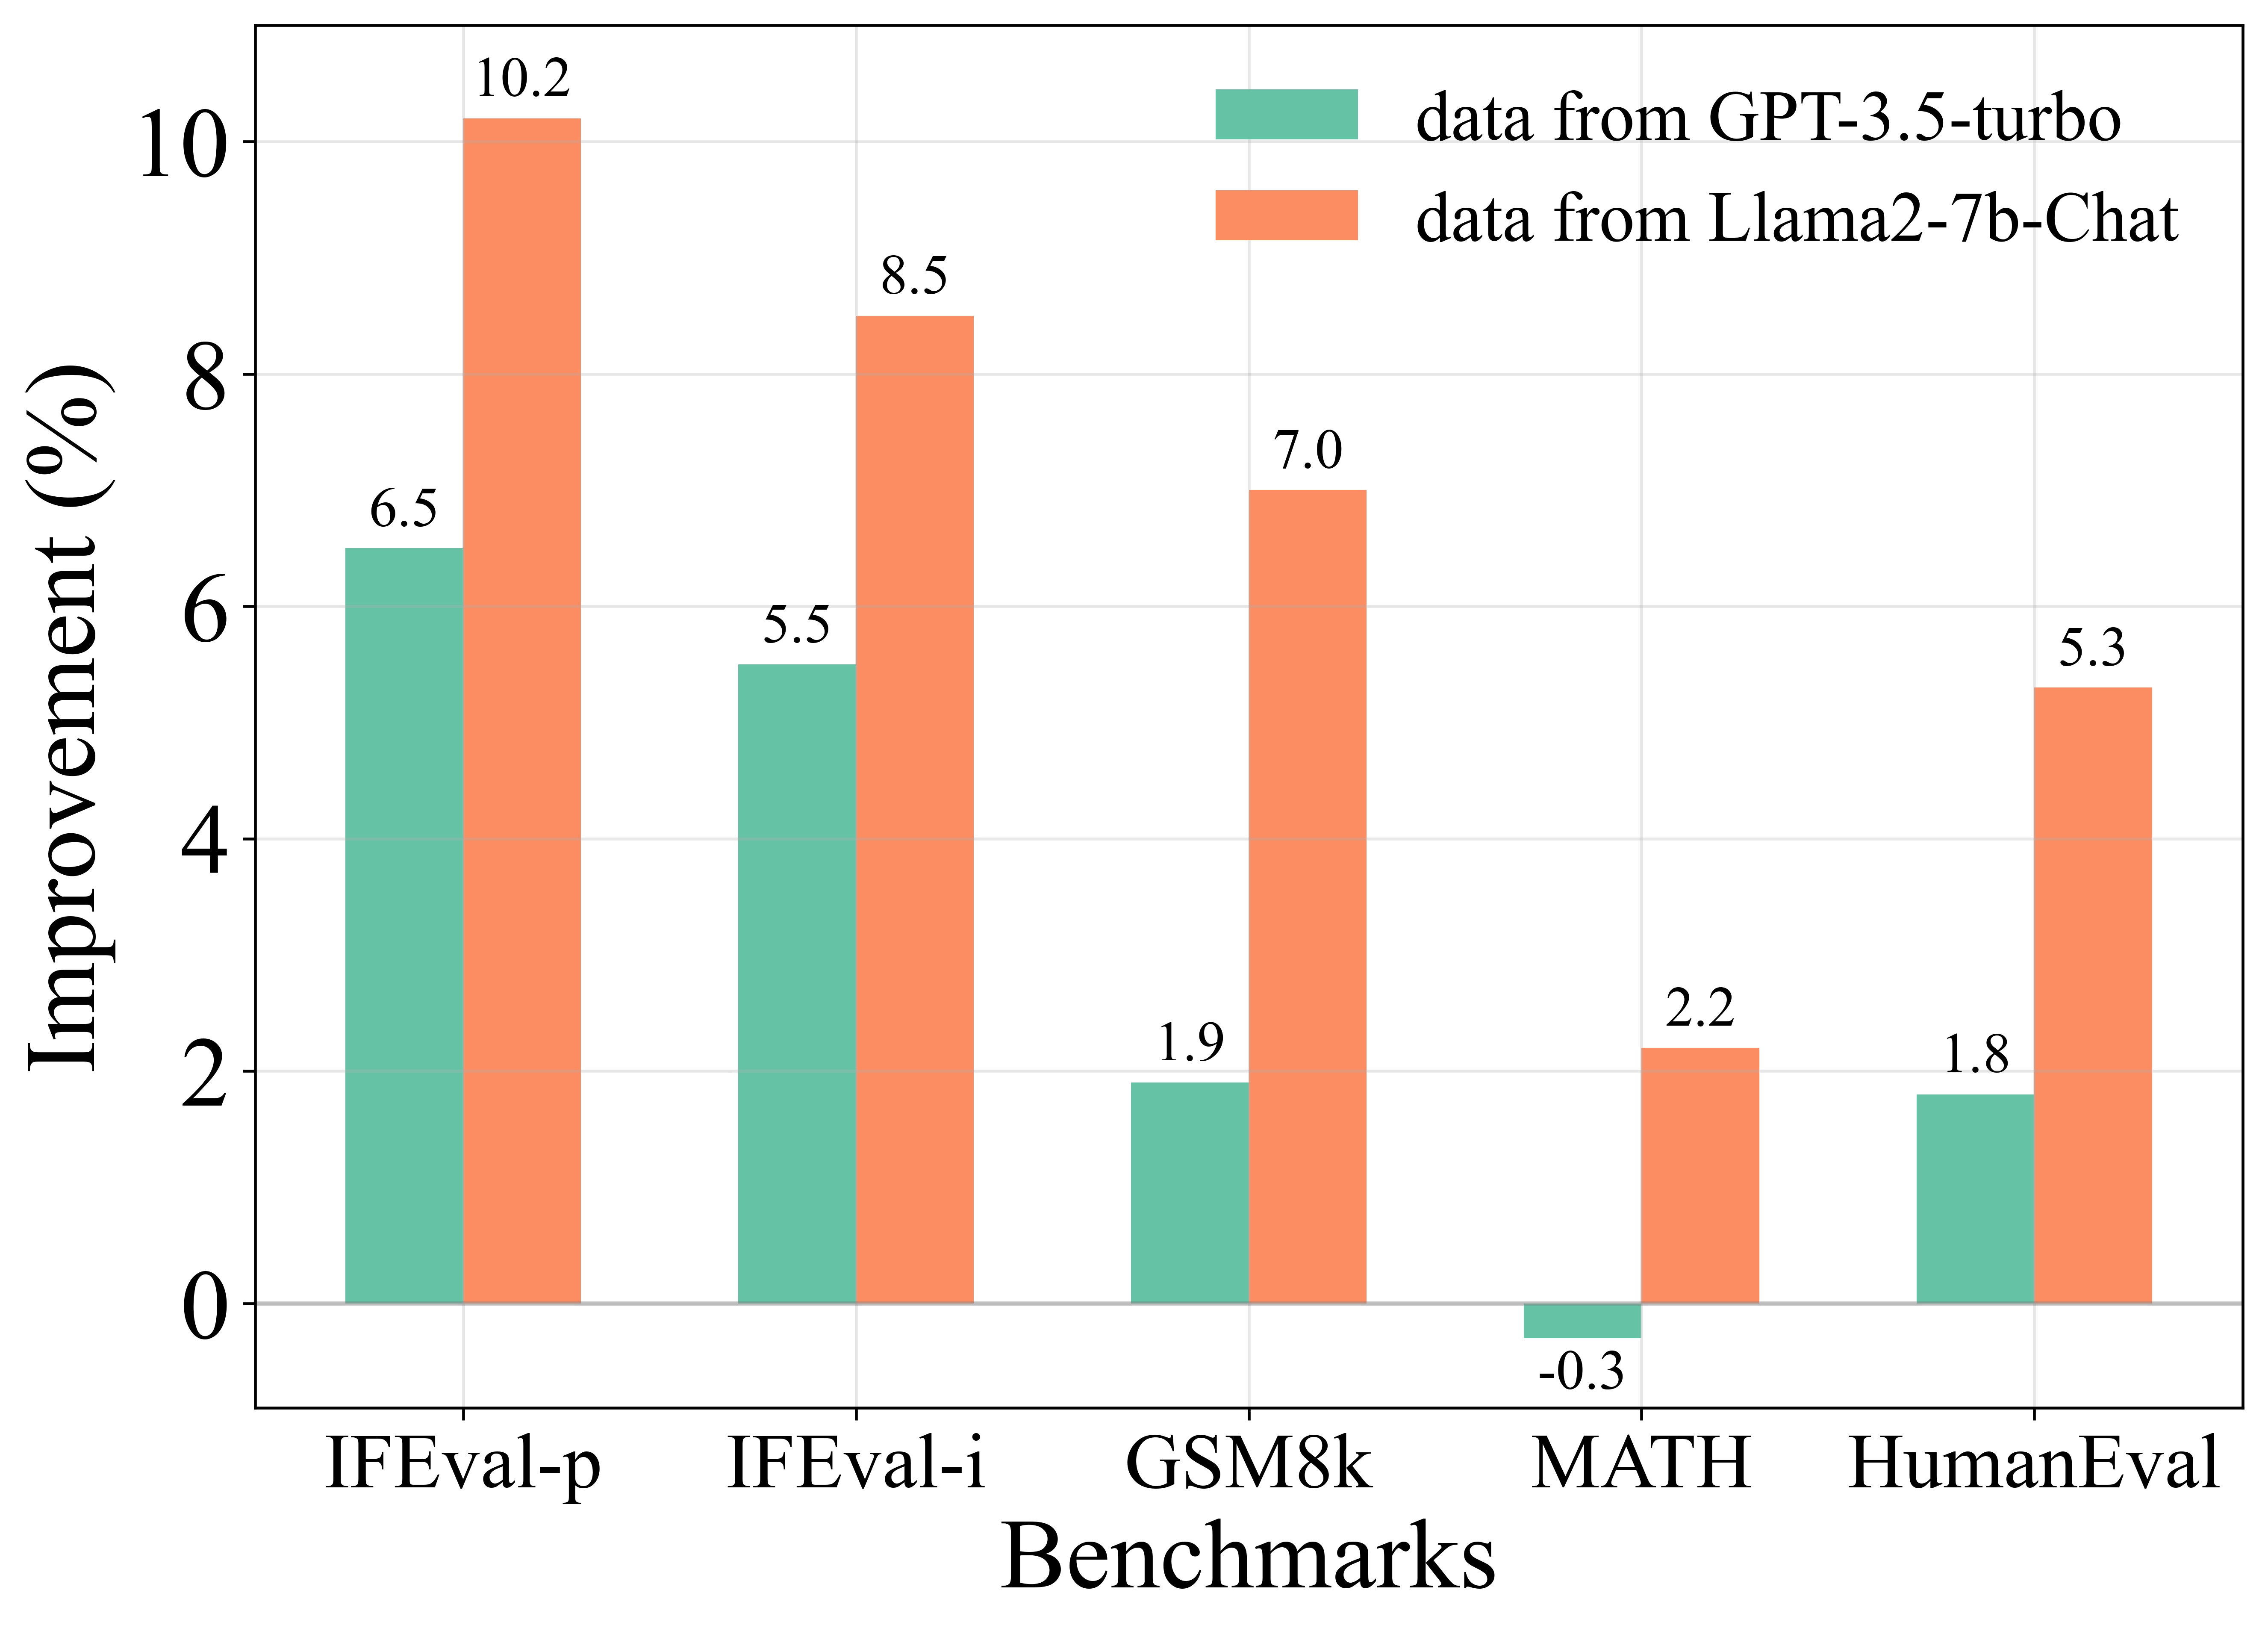 data from GPT-3.5-turbo
data from Llama2-7b-Chat
Improvement (%)
10
8
6
4
2
0
6.5
10.2
5.5
8.5
1.9
7.0
-0.3
2.2
1.8
5.3
IFEval-p
IFEval-i
GSM8k
MATH
HumanEval
Benchmarks